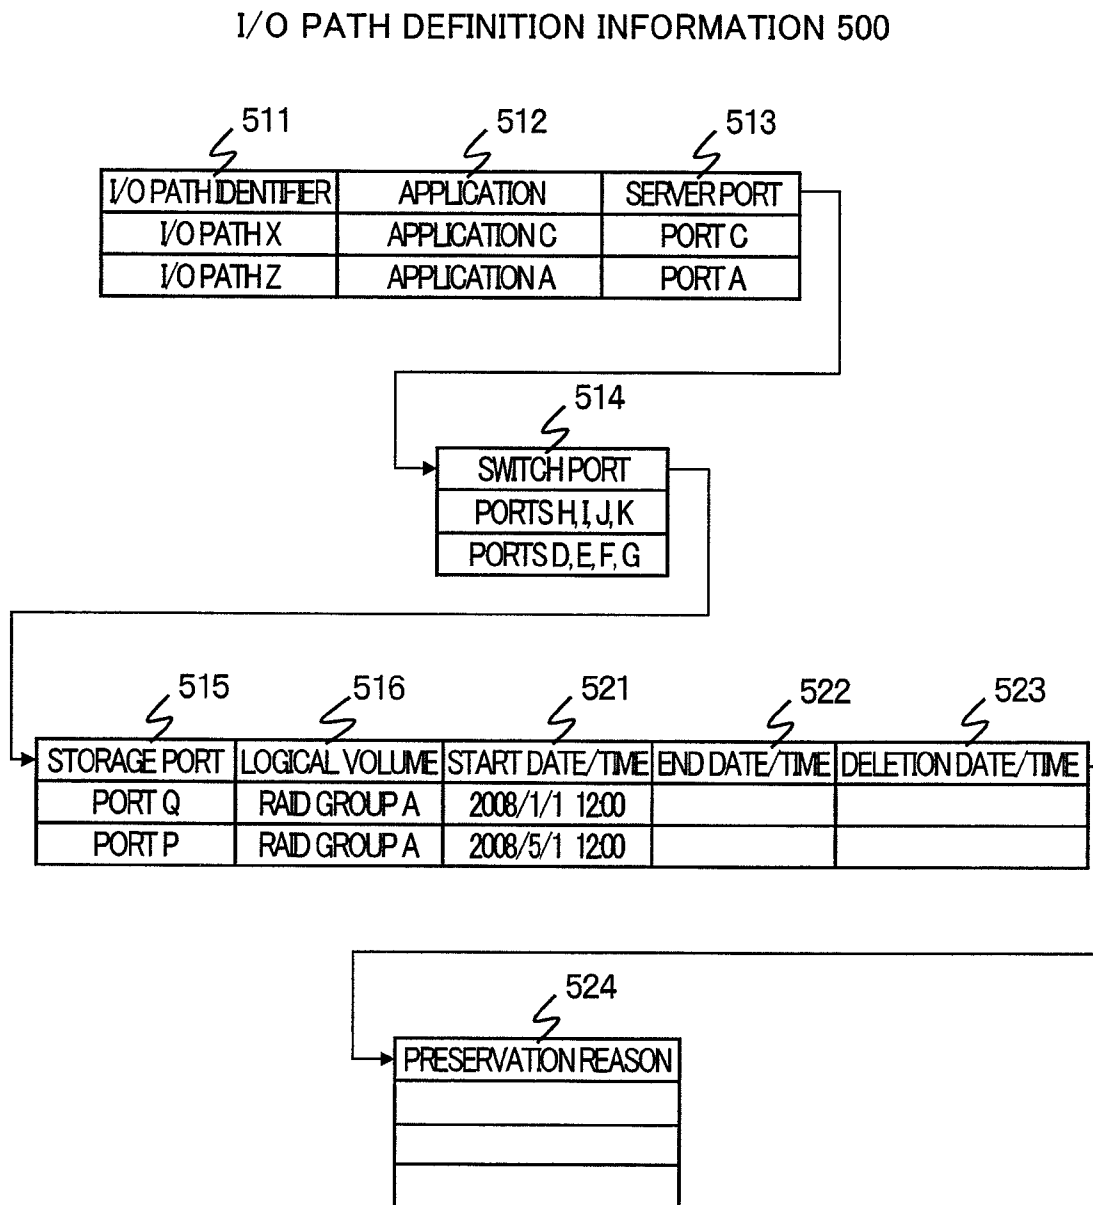 I/O PATH DEFINITION INFORMATION 500
511 512 513
I/O PATH IDENTIFIER APPLICATION SERVER PORT
I/O PATH X APPLICATION C PORT C
I/O PATH Z APPLICATION A PORT A
514
SWITCH PORT
PORTS H, I, J, K
PORTS D, E, F, G
515 516 521 522 523
STORAGE PORT LOGICAL VOLUME START DATE/TIME END DATE/TIME DELETION DATE/TIME
PORT Q RAID GROUP A 2008/1/1 12:00
PORT P RAID GROUP A 2008/5/1 12:00
524
PRESERVATION REASON